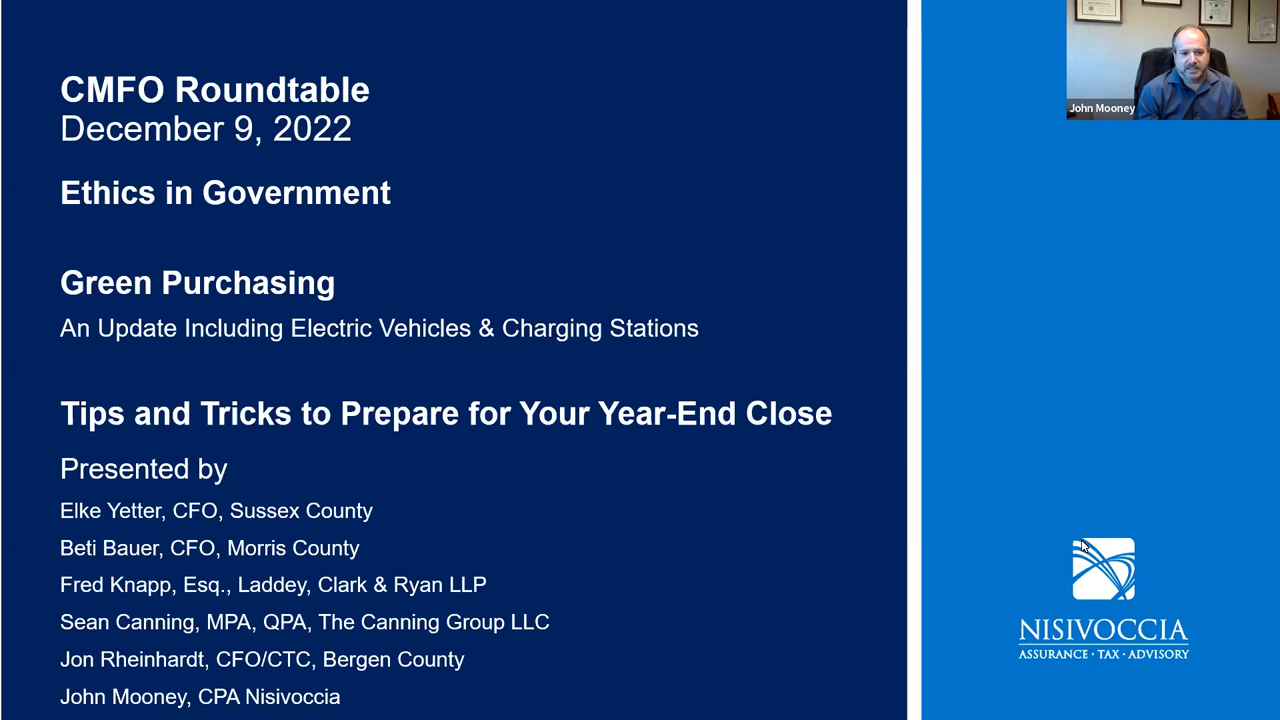 CMFO Roundtable
December 9, 2022
Ethics in Government
Green Purchasing
An Update Including Electric Vehicles & Charging Stations
Tips and Tricks to Prepare for Your Year-End Close
Presented by
Elke Yetter, CFO, Sussex County
Beti Bauer, CFO, Morris County
Fred Knapp, Esq., Laddey, Clark & Ryan LLP
Sean Canning, MPA, QPA, The Canning Group LLC
Jon Rheinhardt, CFO/CTC, Bergen County
John Mooney, CPA Nisivoccia
John Mooney
NISIVOCCIA
ASSURANCE · TAX · ADVISORY